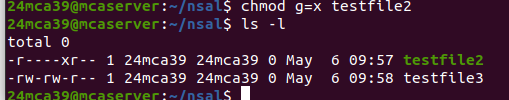 24mca39@mcaserver:~/nsal$ chmod g=x testfile2
24mca39@mcaserver:~/nsal$ ls -l
total 0
-r----xr-- 1 24mca39 24mca39 0 May  6 09:57 testfile2
-rw-rw-r-- 1 24mca39 24mca39 0 May  6 09:58 testfile3
24mca39@mcaserver:~/nsal$